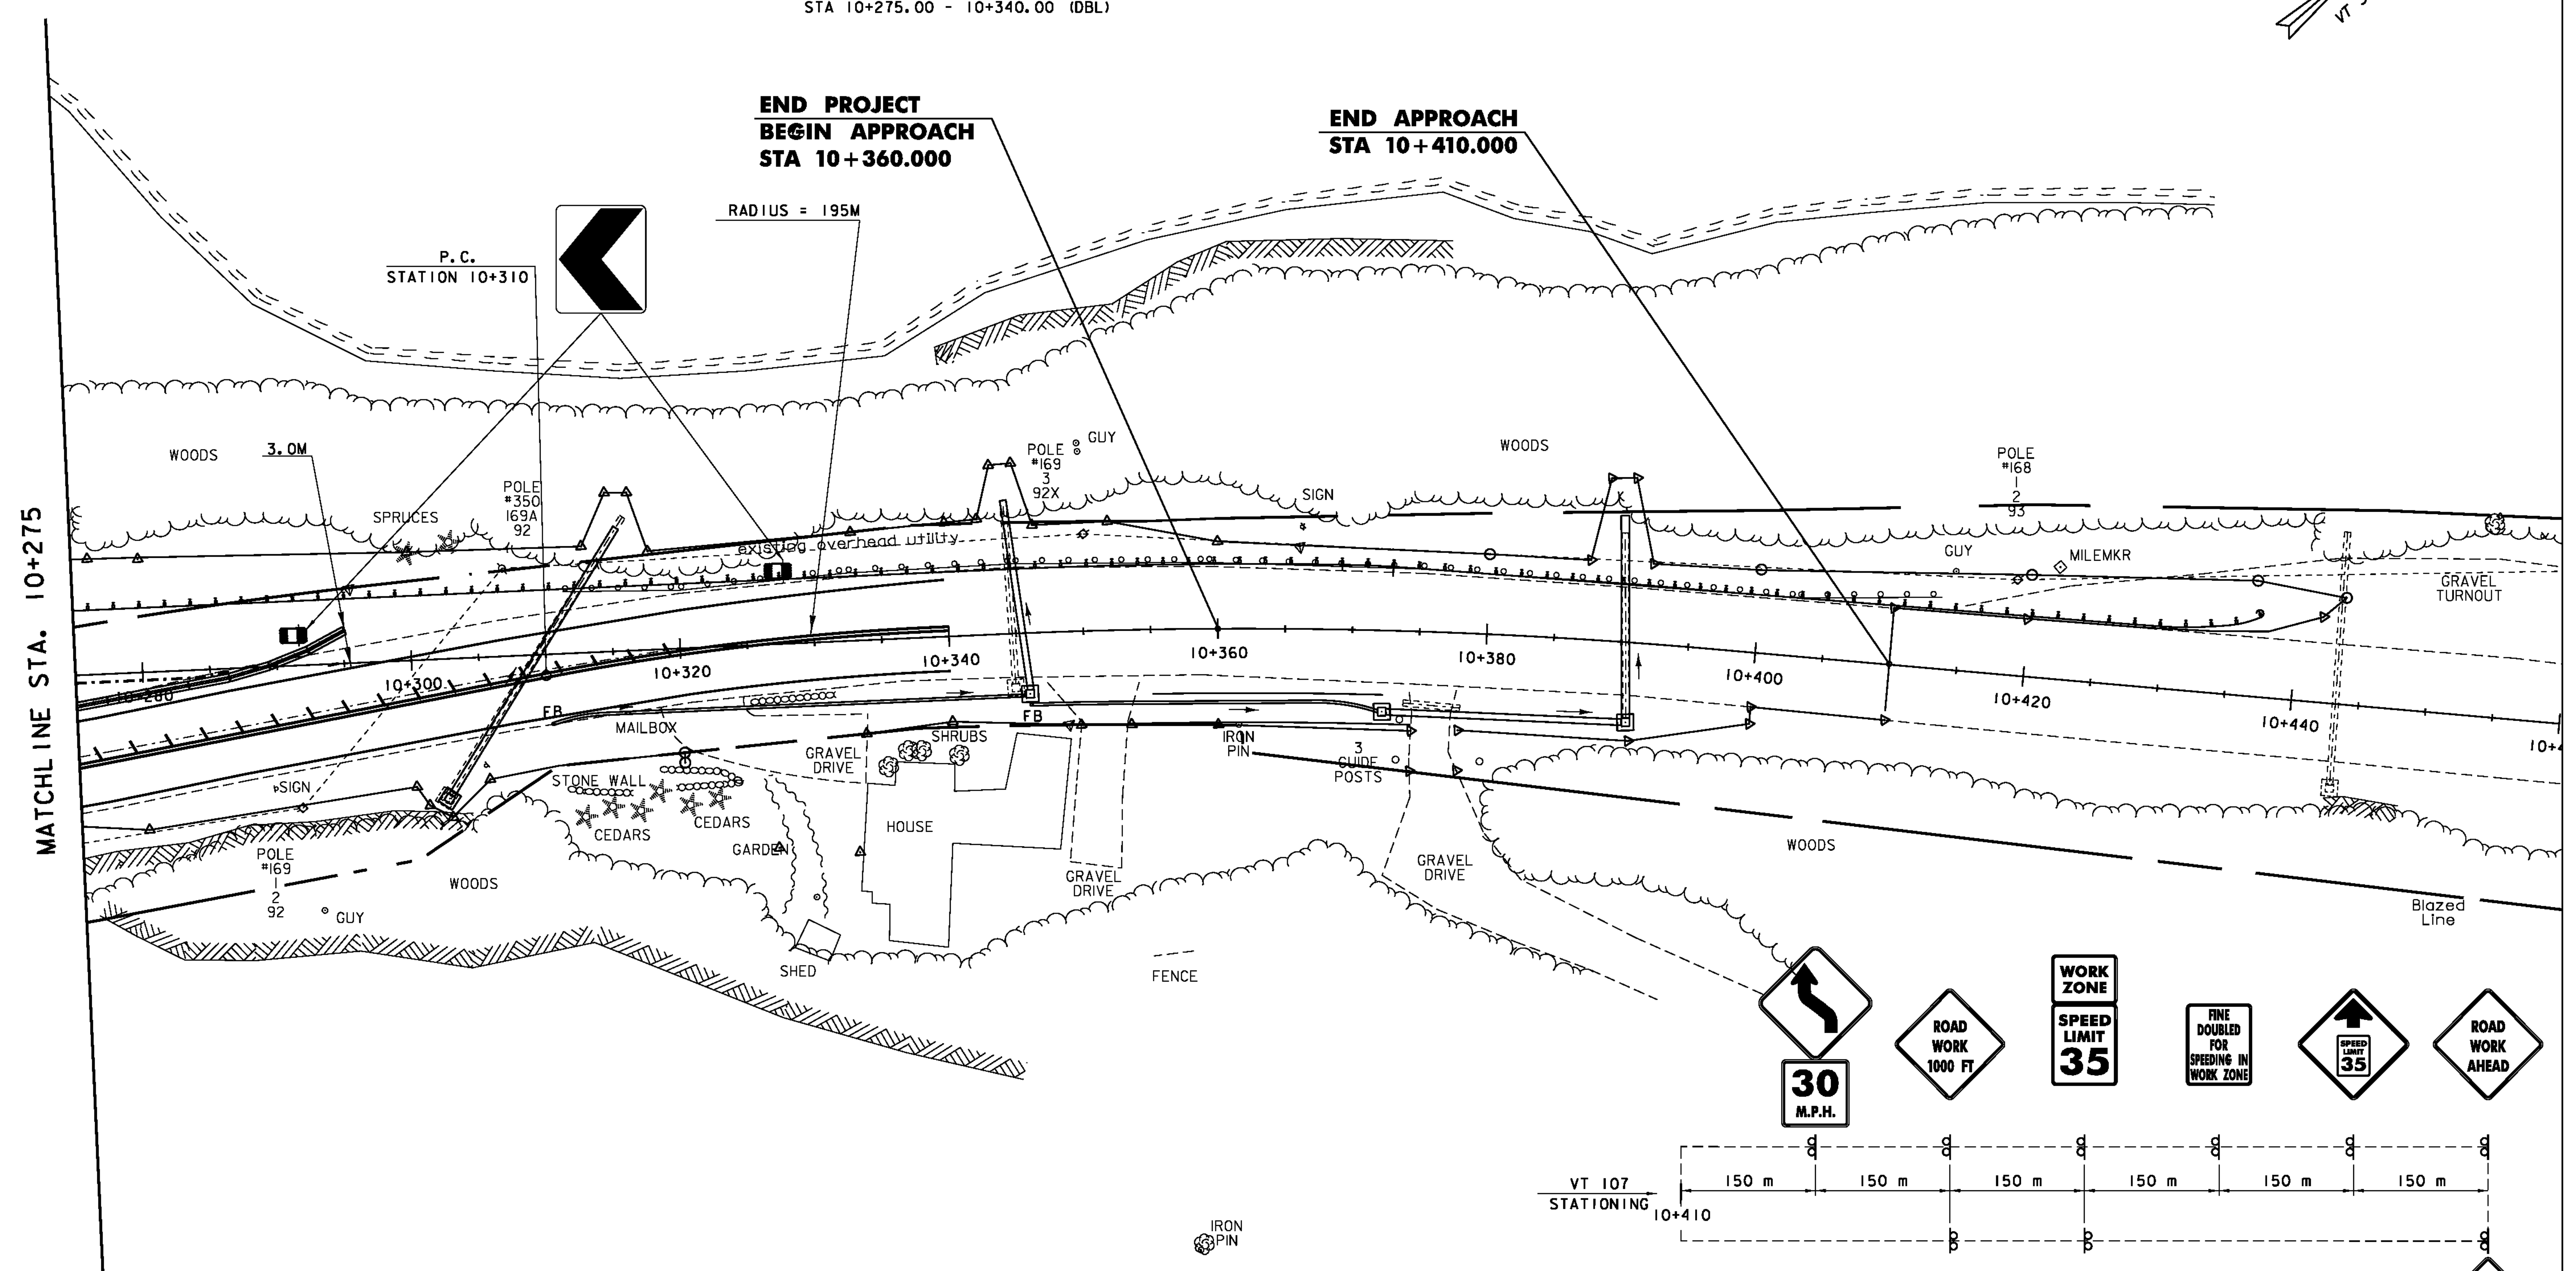 STA 10+275.00 - 10+340.00 (DBL)
END PROJECT
BEGIN APPROACH
STA 10+360.000
END APPROACH
STA 10+410.000
RADIUS = 195M
P.C.
STATION 10+310
3.0M
WOODS
SPRUCES
POLE
#350
169A
92
POLE
#169
3
92X
GUY
WOODS
SIGN
POLE
#168
1
2
93
GUY
MILEMKR
GRAVEL
TURNOUT
existing overhead utility
MATCHLINE STA. 10+275
10+280
10+300
10+320
10+340
10+360
10+380
10+400
10+420
10+440
FB
FB
MAILBOX
SIGN
STONE WALL
CEDARS
CEDARS
GARDEN
GRAVEL
DRIVE
SHRUBS
HOUSE
GRAVEL
DRIVE
IRON
PIN
3
GUIDE
POSTS
GRAVEL
DRIVE
WOODS
POLE
#169
1
2
92
GUY
WOODS
SHED
FENCE
Blazed
Line
30
M.P.H.
ROAD
WORK
1000 FT
WORK
ZONE
SPEED
LIMIT
35
FINE
DOUBLED
FOR
SPEEDING IN
WORK ZONE
SPEED
LIMIT
35
ROAD
WORK
AHEAD
VT 107
STATIONING
10+410
150 m
150 m
150 m
150 m
150 m
150 m
IRON
PIN